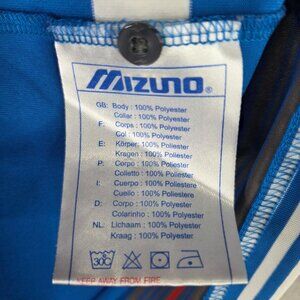 MIZUNO®
GB: Body : 100% Polyester
Collar : 100% Polyester
F: Corps : 100% Polyester
Col : 100% Polyester
E: Körper: 100% Poliester
Kragen : 100% Poliester
P: Corpo : 100% Polyester
Colletto : 100% Polyester
I: Cuerpo : 100% Poliestere
Cuello : 100% Poliestere
D: Corpo : 100% Polyester
Colarinho : 100% Polyester
NL: Lichaam : 100% Polyester
Kraag : 100% Polyester
30C
KEEP AWAY FROM FIRE